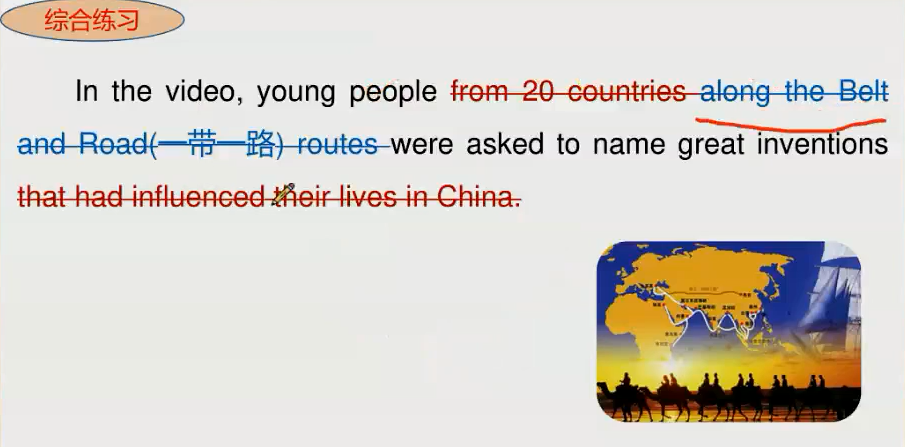 综合练习
In the video, young people from 20 countries along the Belt
and Road(一带一路) routes were asked to name great inventions
that had influenced their lives in China.